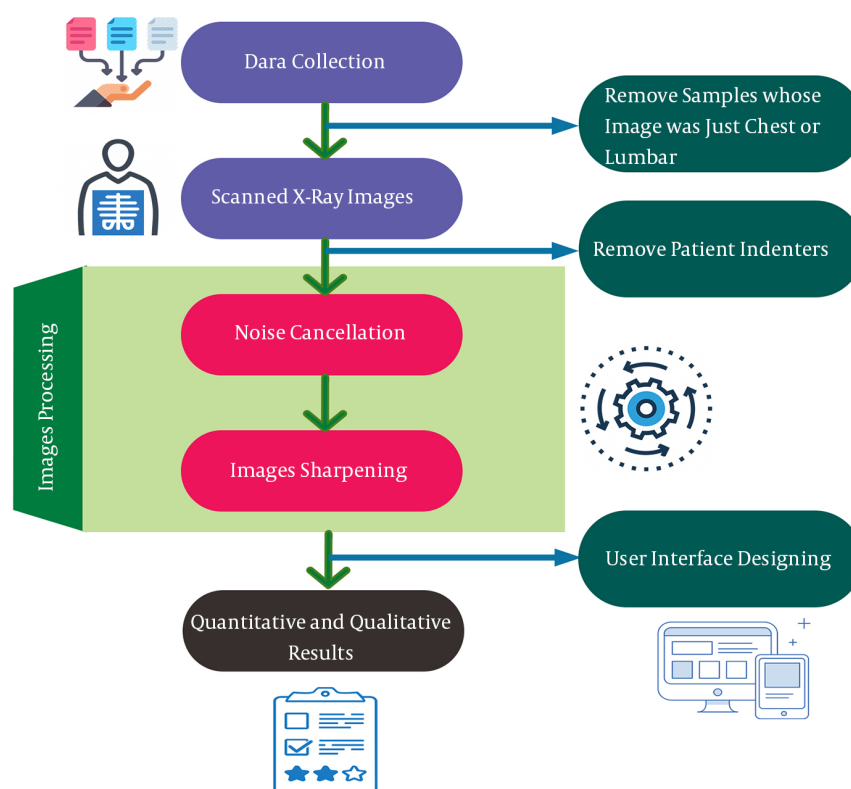 Dara Collection
Remove Samples whose
Image was Just Chest or
Lumbar
Scanned X-Ray Images
Remove Patient Indenters
Images Processing
Noise Cancellation
Images Sharpening
User Interface Designing
Quantitative and Qualitative
Results